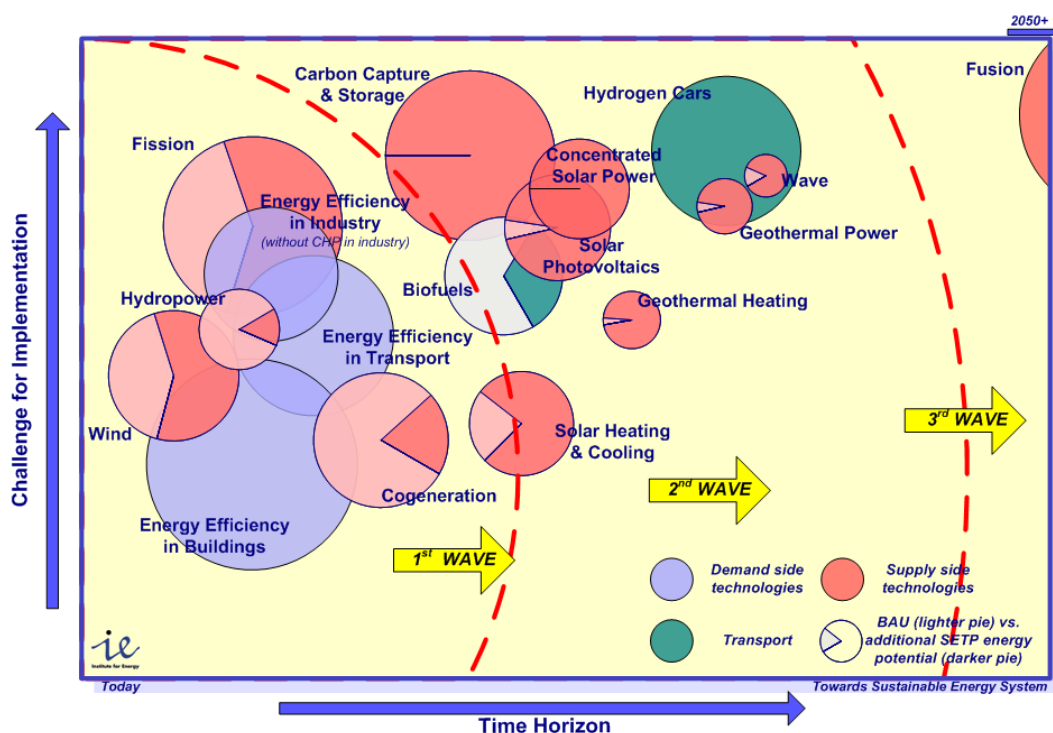 2050+
Carbon Capture
& Storage
Hydrogen Cars
Fusion
Fission
Concentrated
Solar Power
Wave
Energy Efficiency
in Industry
(without CHP in industry)
Geothermal Power
Solar
Photovoltaics
Biofuels
Hydropower
Geothermal Heating
Energy Efficiency
in Transport
Wind
Solar Heating
& Cooling
Cogeneration
Energy Efficiency
in Buildings
1st WAVE
2nd WAVE
3rd WAVE
Demand side
technologies
Supply side
technologies
Transport
BAU (lighter pie) vs.
additional SETP energy
potential (darker pie)
ie
Institute for Energy
Today
Towards Sustainable Energy System
Time Horizon
Challenge for Implementation